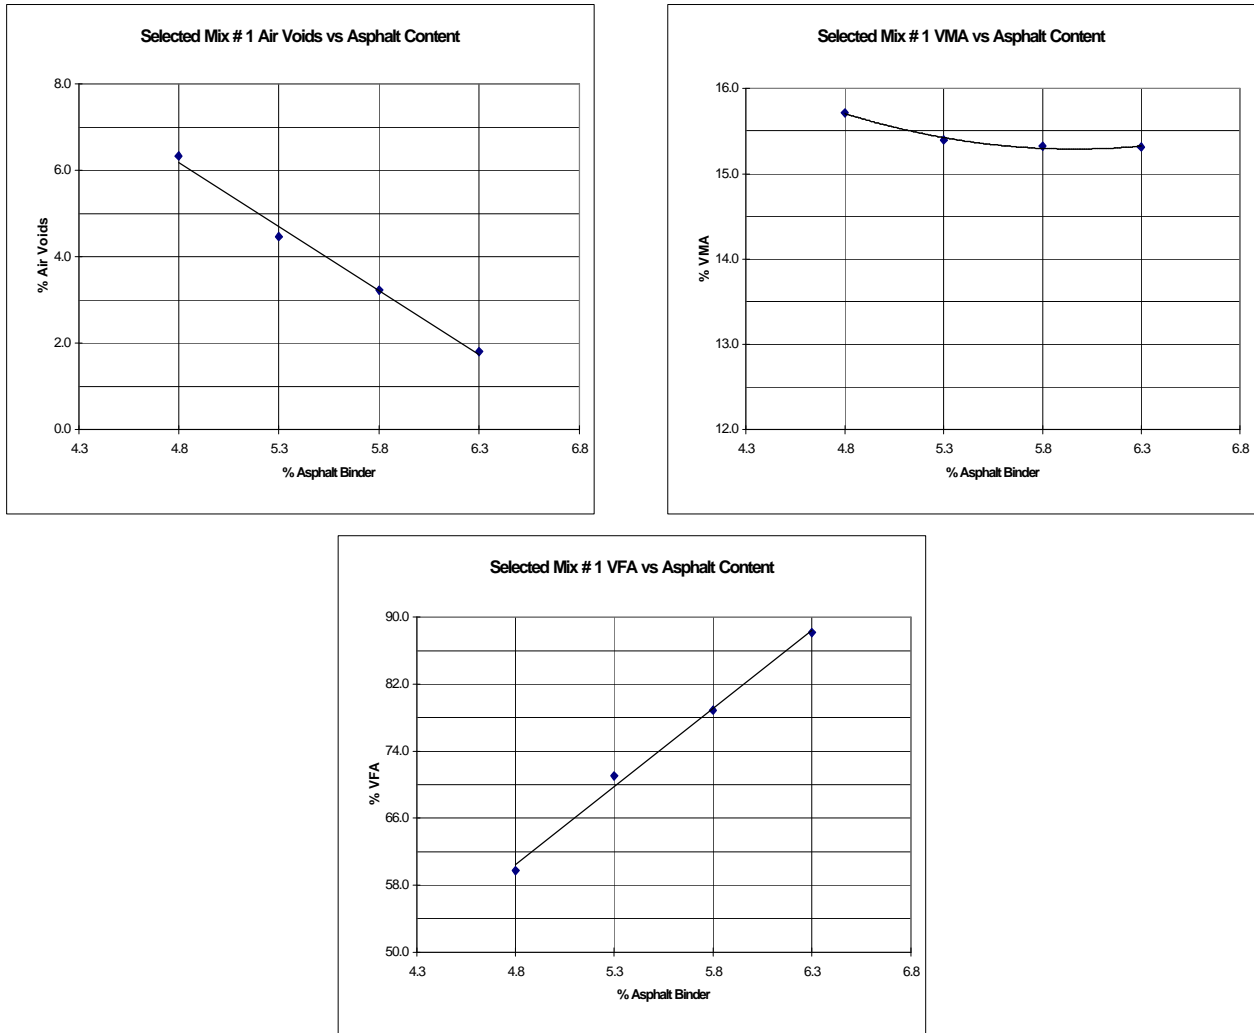 Selected Mix # 1 Air Voids vs Asphalt Content
8.0
6.0
4.0
2.0
0.0
% Air Voids
4.3 4.8 5.3 5.8 6.3 6.8
% Asphalt Binder
Selected Mix # 1 VMA vs Asphalt Content
16.0
15.0
14.0
13.0
12.0
% VMA
4.3 4.8 5.3 5.8 6.3 6.8
% Asphalt Binder
Selected Mix # 1 VFA vs Asphalt Content
90.0
82.0
74.0
66.0
58.0
50.0
% VFA
4.3 4.8 5.3 5.8 6.3 6.8
% Asphalt Binder